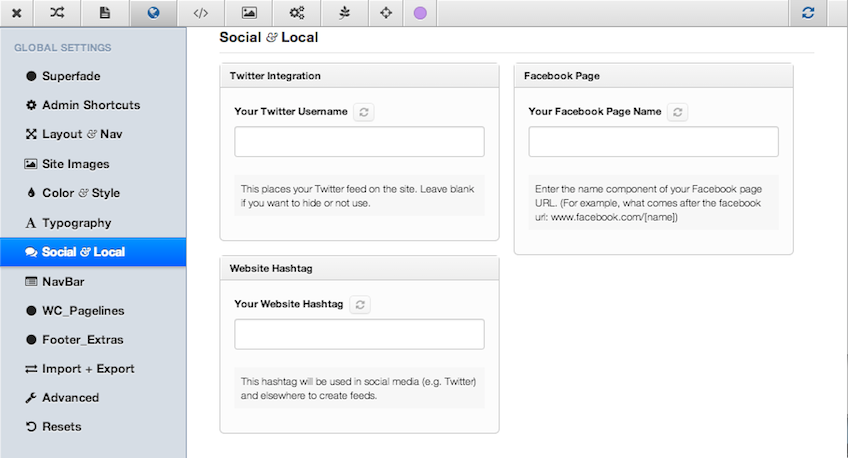 GLOBAL SETTINGS
Superfade
Admin Shortcuts
Layout & Nav
Site Images
Color & Style
Typography
Social & Local
NavBar
WC_Pagelines
Footer_Extras
Import + Export
Advanced
Resets
Social & Local
Twitter Integration
Your Twitter Username
This places your Twitter feed on the site. Leave blank
if you want to hide or not use.
Facebook Page
Your Facebook Page Name
Enter the name component of your Facebook page
URL. (For example, what comes after the facebook
url: www.facebook.com/[name])
Website Hashtag
Your Website Hashtag
This hashtag will be used in social media (e.g. Twitter)
and elsewhere to create feeds.